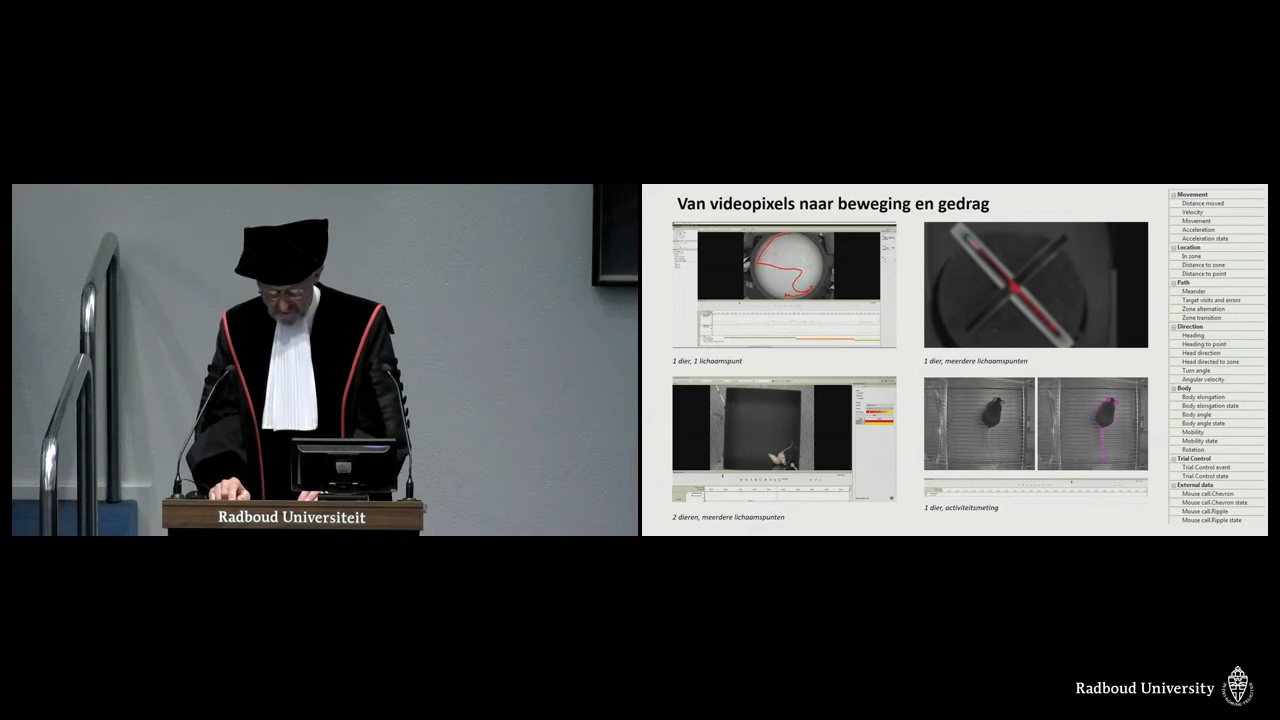 Radboud Universiteit
Van videopixels naar beweging en gedrag
1 dier, 1 lichaamspunt
1 dier, meerdere lichaamspunten
2 dieren, meerdere lichaamspunten
1 dier, activiteitsmeting
Movement
Distance moved
Velocity
Movement
Acceleration
Acceleration state
Location
In zone
Distance to zone
Distance to point
Path
Meander
Target visits and errors
Zone alternation
Zone transition
Direction
Heading
Heading to point
Head direction
Head directed to zone
Turn angle
Angular velocity
Body
Body elongation
Body elongation state
Body angle
Body angle state
Mobility
Mobility state
Rotation
Trial Control
Trial Control event
Trial Control state
External data
Mouse call.Chevron
Mouse call.Chevron state
Mouse call.Ripple
Mouse call.Ripple state
Radboud University